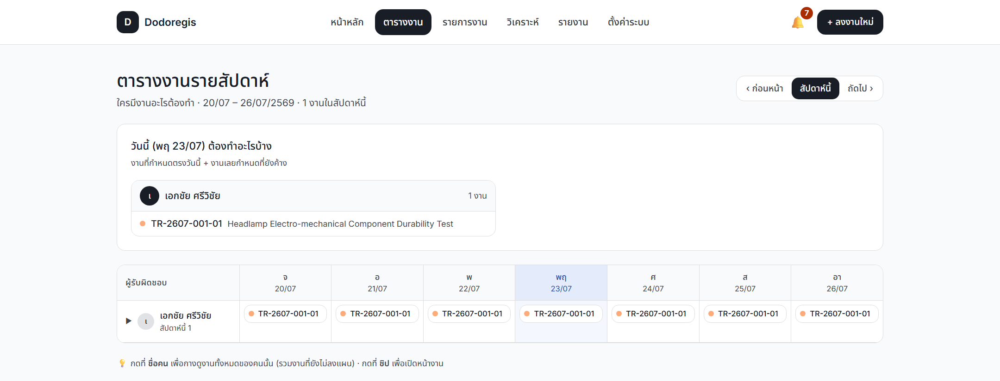 D Dodoregis หน้าหลัก ตารางงาน รายการงาน วิเคราะห์ รายงาน ตั้งค่าระบบ 7 + ลงงานใหม่
ตารางงานรายสัปดาห์
ใครมีงานอะไรต้องทำ · 20/07 – 26/07/2569 · 1 งานในสัปดาห์นี้
‹ ก่อนหน้า สัปดาห์นี้ ถัดไป ›
วันนี้ (พฤ 23/07) ต้องทำอะไรบ้าง
งานที่กำหนดตรงวันนี้ + งานเลยกำหนดที่ยังค้าง
เ เอกชัย ศรีวิชัย 1 งาน
TR-2607-001-01 Headlamp Electro-mechanical Component Durability Test
ผู้รับผิดชอบ
จ อ พ พฤ ศ ส อา
20/07 21/07 22/07 23/07 24/07 25/07 26/07
▶ เ เอกชัย ศรีวิชัย
สัปดาห์นี้ 1
TR-2607-001-01 TR-2607-001-01 TR-2607-001-01 TR-2607-001-01 TR-2607-001-01 TR-2607-001-01 TR-2607-001-01
💡 กดที่ ชื่อคน เพื่อกางดูงานทั้งหมดของคนนั้น (รวมงานที่ยังไม่ลงแผน) · กดที่ ชิป เพื่อเปิดหน้างาน